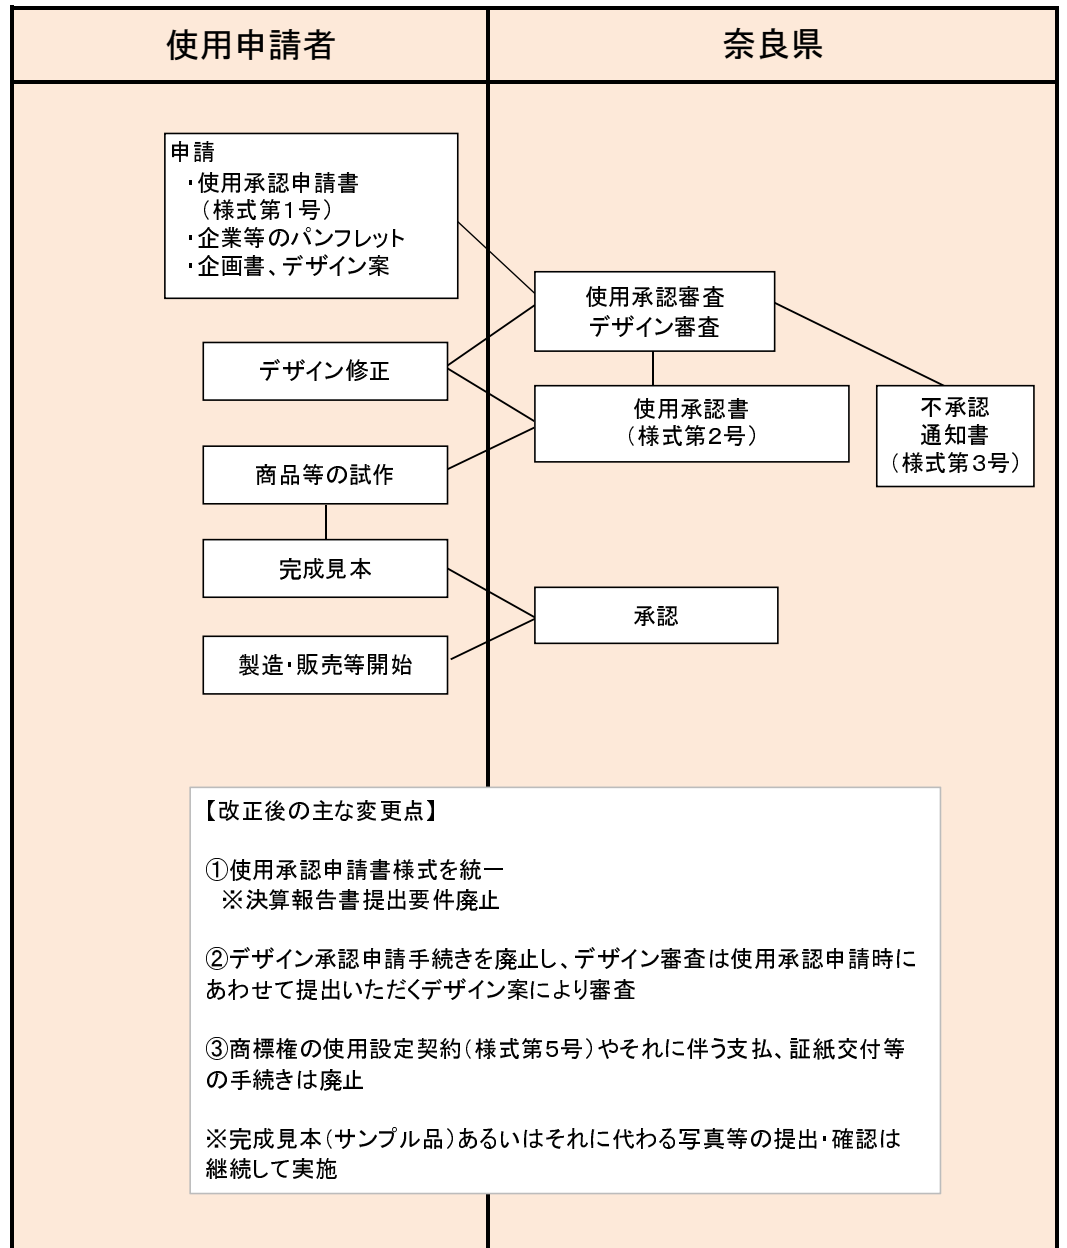 使用申請者
奈良県
申請
・使用承認申請書
（様式第１号）
・企業等のパンフレット
・企画書、デザイン案
使用承認審査
デザイン審査
デザイン修正
使用承認書
（様式第２号）
不承認
通知書
（様式第３号）
商品等の試作
完成見本
承認
製造・販売等開始
【改正後の主な変更点】
①使用承認申請書様式を統一
※決算報告書提出要件廃止
②デザイン承認申請手続きを廃止し、デザイン審査は使用承認申請時に
あわせて提出いただくデザイン案により審査
③商標権の使用設定契約（様式第５号）やそれに伴う支払、証紙交付等
の手続きは廃止
※完成見本（サンプル品）あるいはそれに代わる写真等の提出・確認は
継続して実施